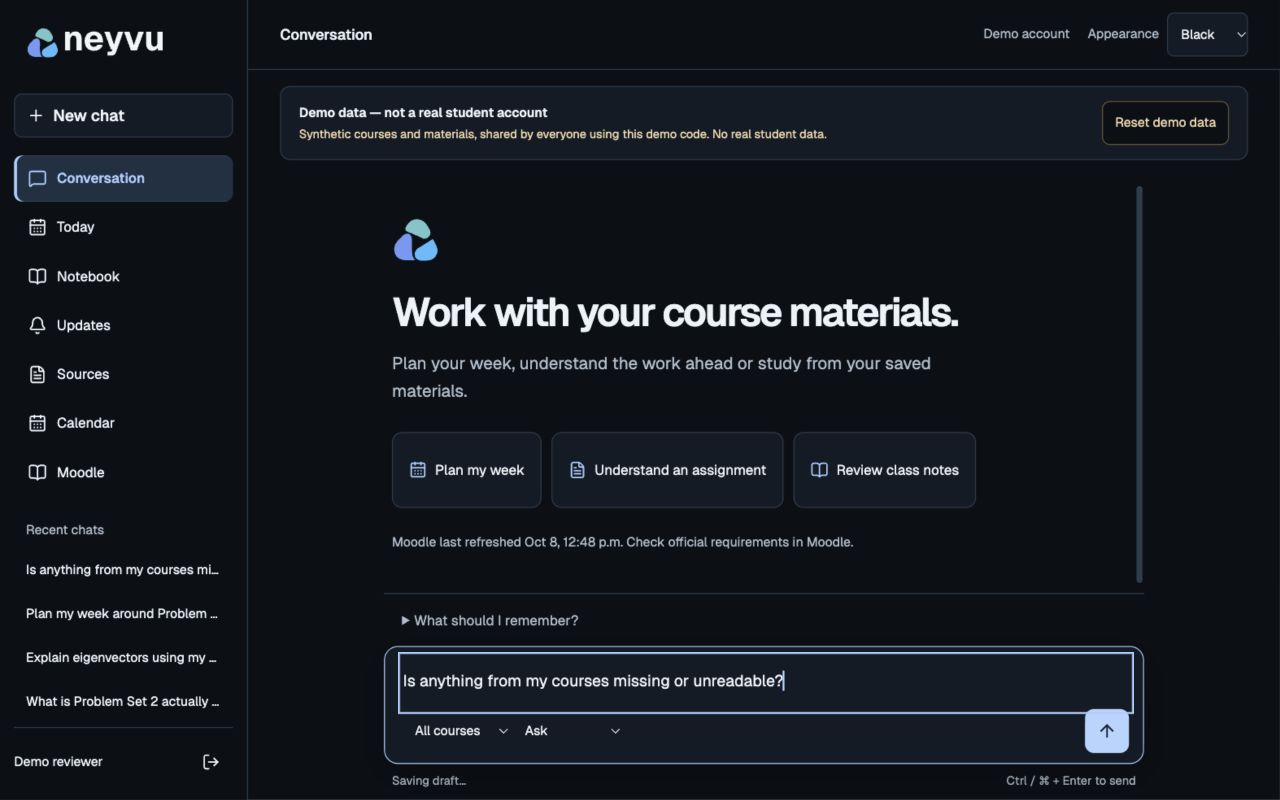 neyvu
New chat
Conversation
Today
Notebook
Updates
Sources
Calendar
Moodle
Recent chats
Is anything from my courses mi...
Plan my week around Problem ...
Explain eigenvectors using my ...
What is Problem Set 2 actually ...
Demo reviewer
Conversation
Demo account
Appearance
Black
Demo data — not a real student account
Synthetic courses and materials, shared by everyone using this demo code. No real student data.
Reset demo data
Work with your course materials.
Plan your week, understand the work ahead or study from your saved
materials.
Plan my week
Understand an assignment
Review class notes
Moodle last refreshed Oct 8, 12:48 p.m. Check official requirements in Moodle.
What should I remember?
Is anything from my courses missing or unreadable?
All courses
Ask
Saving draft...
Ctrl / ⌘ + Enter to send